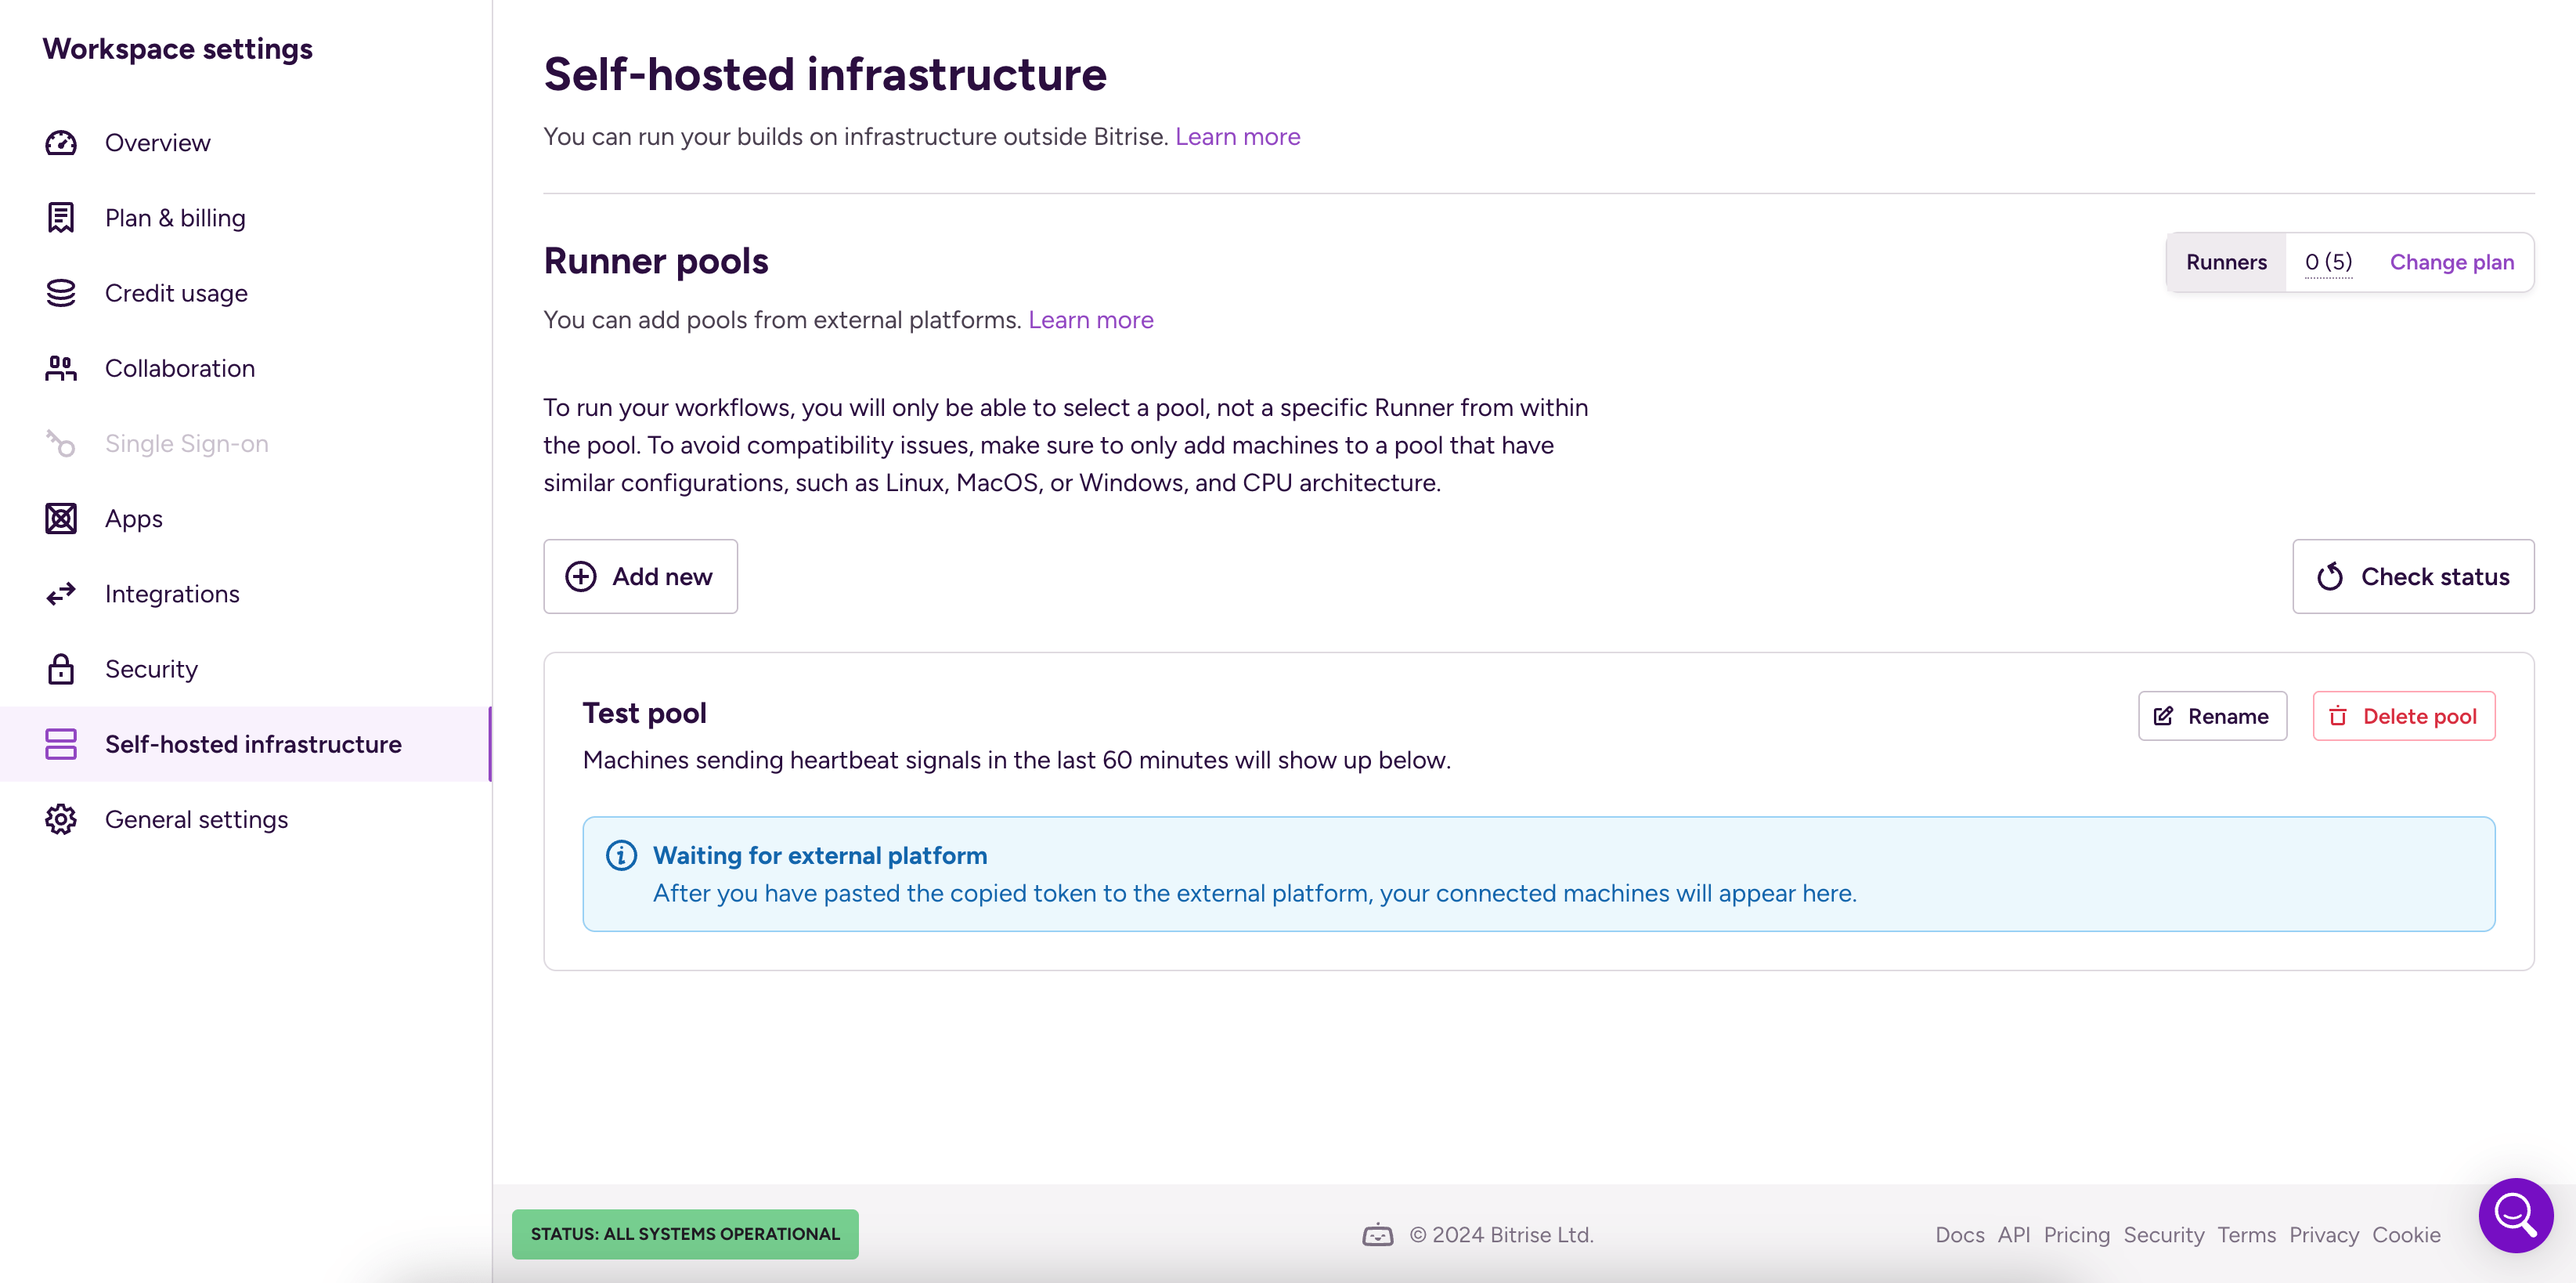 Workspace settings
Overview
Plan & billing
Credit usage
Collaboration
Single Sign-on
Apps
Integrations
Security
Self-hosted infrastructure
General settings
Self-hosted infrastructure
You can run your builds on infrastructure outside Bitrise. Learn more
Runner pools
Runners 0 (5) Change plan
You can add pools from external platforms. Learn more
To run your workflows, you will only be able to select a pool, not a specific Runner from within
the pool. To avoid compatibility issues, make sure to only add machines to a pool that have
similar configurations, such as Linux, MacOS, or Windows, and CPU architecture.
Add new
Check status
Test pool
Rename
Delete pool
Machines sending heartbeat signals in the last 60 minutes will show up below.
Waiting for external platform
After you have pasted the copied token to the external platform, your connected machines will appear here.
STATUS: ALL SYSTEMS OPERATIONAL
© 2024 Bitrise Ltd.
Docs API Pricing Security Terms Privacy Cookie